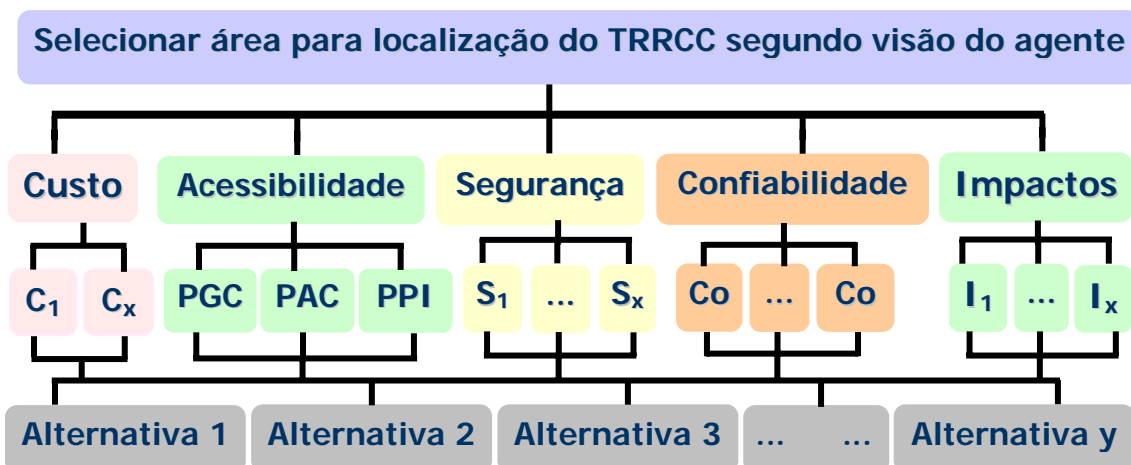 Selecionar área para localização do TRRCC segundo visão do agente
Custo Acessibilidade Segurança Confiabilidade Impactos
C1 Cx PGC PAC PPI S1 ... Sx Co ... Co I1 ... Ix
Alternativa 1 Alternativa 2 Alternativa 3 ... ... Alternativa y